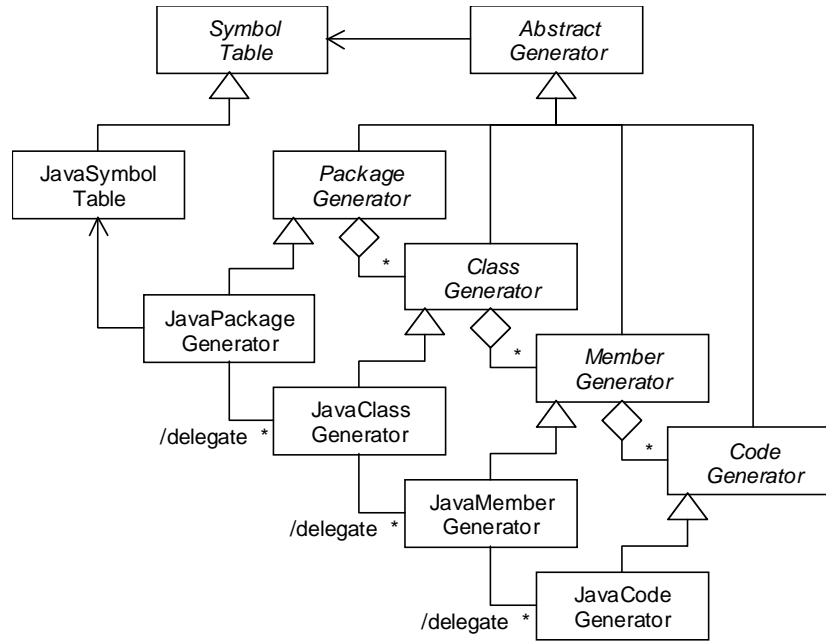 Symbol
Table
Abstract
Generator
JavaSymbol
Table
Package
Generator
*
Class
Generator
JavaPackage
Generator
*
Member
Generator
/delegate *
JavaClass
Generator
*
Code
Generator
/delegate *
JavaMember
Generator
/delegate *
JavaCode
Generator